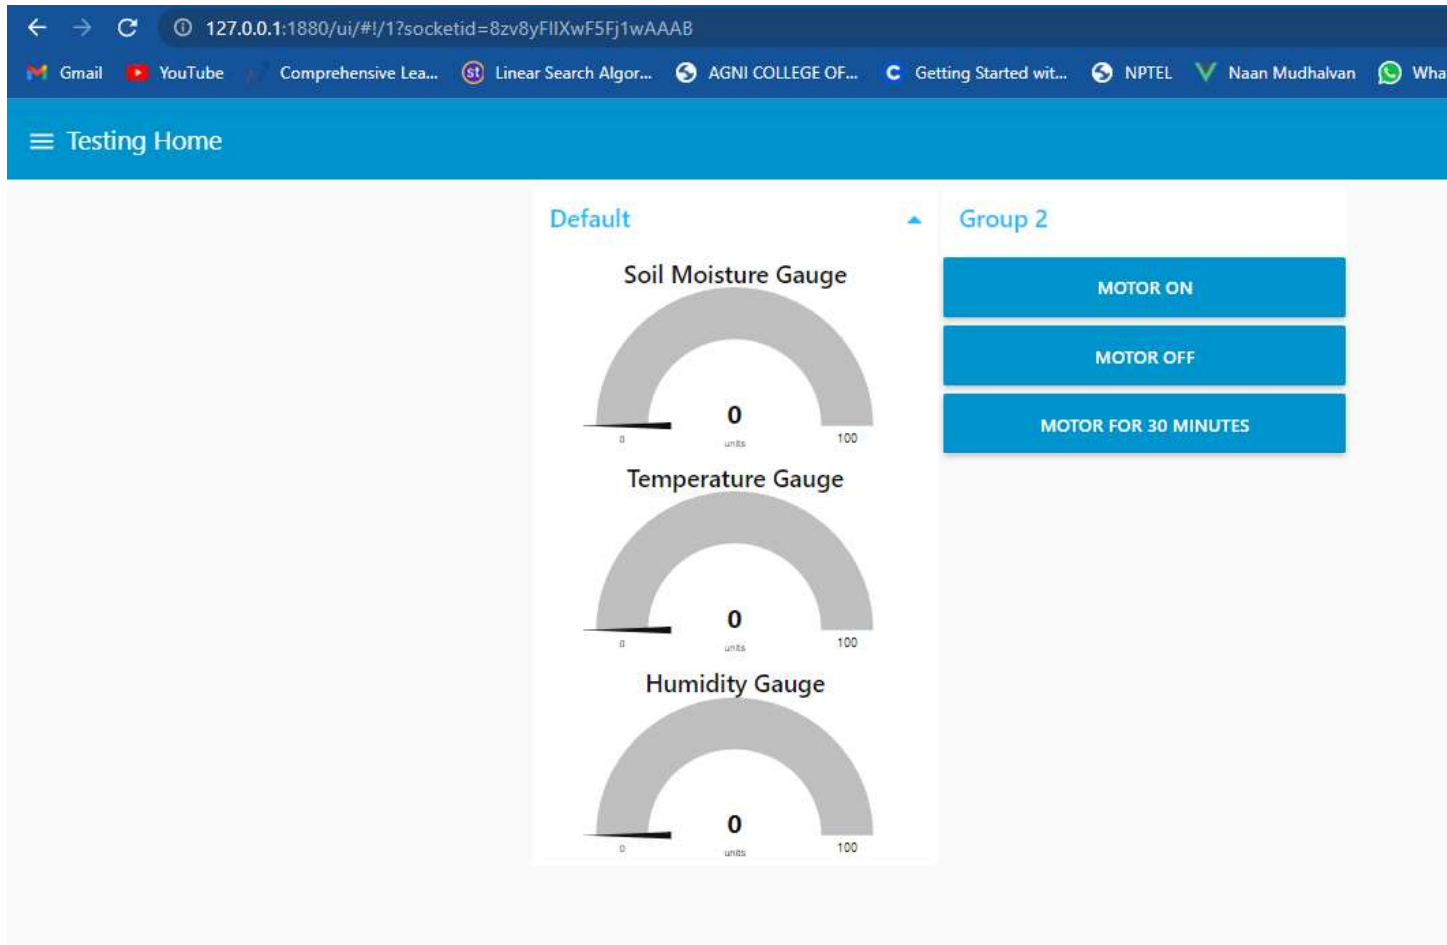 127.0.0.1:1880/ui/#!/1?socketid=8zv8yFIIXwF5Fj1wAAAB
Gmail YouTube Comprehensive Lea... st Linear Search Algor... AGNI COLLEGE OF... C Getting Started wit... NPTEL Naan Mudhalvan Wha
Testing Home
Default
Soil Moisture Gauge
0
0 units 100
Temperature Gauge
0
0 units 100
Humidity Gauge
0
0 units 100
Group 2
MOTOR ON
MOTOR OFF
MOTOR FOR 30 MINUTES